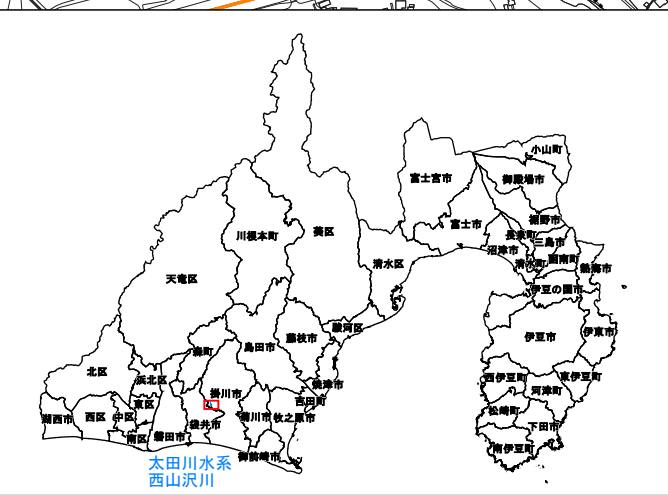 小山町
富士宮市
御殿場市
裾野市
富士市
長泉町
三島市
葵区
川根本町
沼津市
函南町
清水町
熱海市
清水区
天竜区
伊豆の国市
駿河区
伊豆市
伊東市
藤枝市
島田市
森町
北区
浜北区
西伊豆町
東伊豆町
焼津市
河津町
掛川市
吉田町
東区
松崎町
湖西市
西区
中区
菊川市
牧之原市
袋井市
下田市
南区
磐田市
南伊豆町
御前崎市
太田川水系
西山沢川